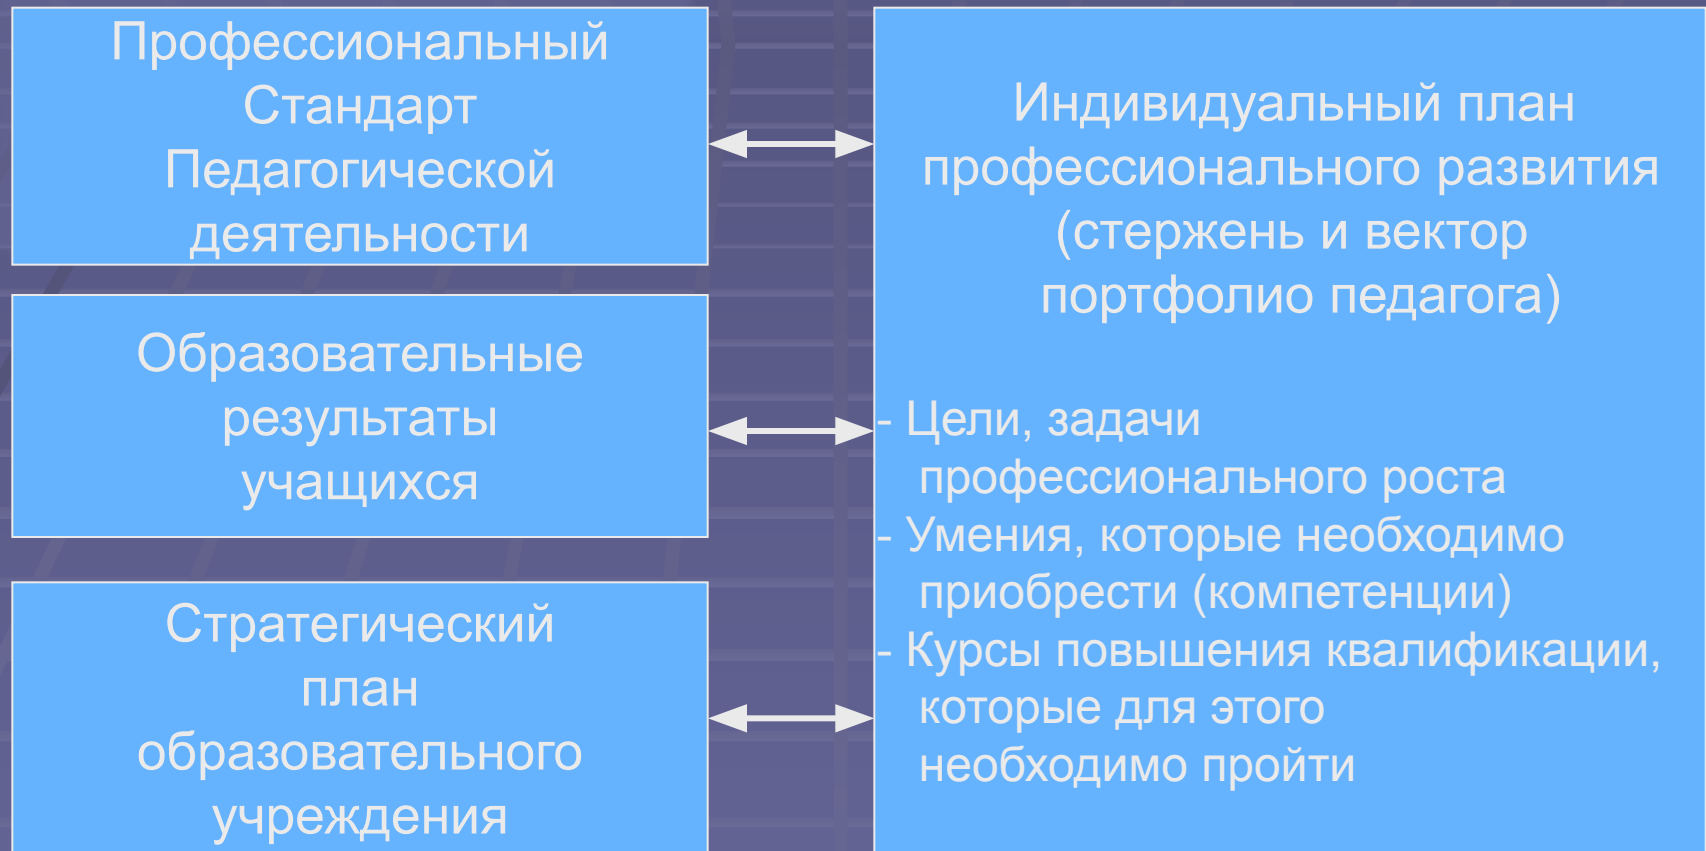 Профессиональный
Стандарт
Педагогической
деятельности
Образовательные
результаты
учащихся
Стратегический
план
образовательного
учреждения
Индивидуальный план
профессионального развития
(стержень и вектор
портфолио педагога)
- Цели, задачи
профессионального роста
- Умения, которые необходимо
приобрести (компетенции)
- Курсы повышения квалификации,
которые для этого
необходимо пройти